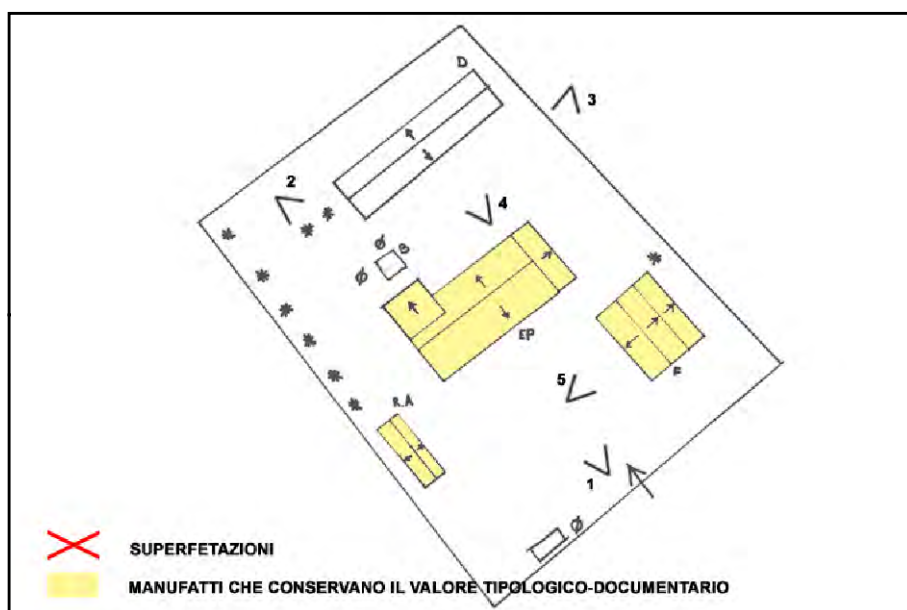 D
3
2
4
Ø
B
Ø
EP
F
5
R.A
1
Ø
SUPERFETAZIONI
MANUFATTI CHE CONSERVANO IL VALORE TIPOLOGICO-DOCUMENTARIO